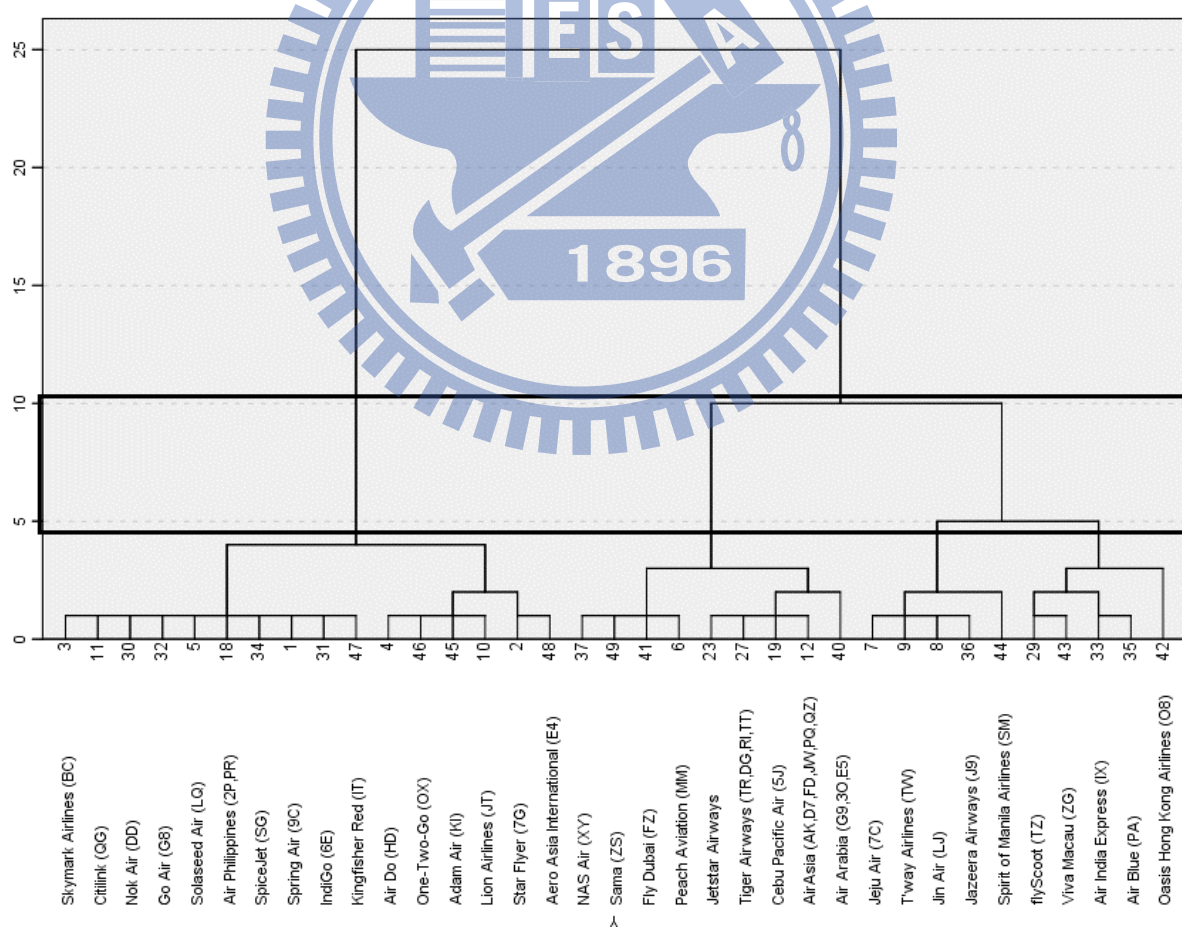 E S A
1896
25
20
15
10
5
0
3 11 30 32 5 18 34 1 31 47 4 46 45 10 2 48 37 49 41 6 23 27 19 12 40 7 9 8 36 44 29 43 33 35 42
Skymark Airlines (BC)
Citilink (QG)
Nok Air (DD)
Go Air (G8)
Solaseed Air (LQ)
Air Philippines (2P,PR)
SpiceJet (SG)
Spring Air (9C)
IndiGo (6E)
Kingfisher Red (IT)
Air Do (HD)
One-Two-Go (OX)
Adam Air (KI)
Lion Airlines (JT)
Star Flyer (7G)
Aero Asia International (E4)
NAS Air (XY)
Sama (ZS)
Fly Dubai (FZ)
Peach Aviation (MM)
Jetstar Airways
Tiger Airways (TR,DG,RI,TT)
Cebu Pacific Air (5J)
AirAsia (AK,D7,FD,JW,PQ,QZ)
Air Arabia (G9,3O,E5)
Jeju Air (7C)
T'way Airlines (TW)
Jin Air (LJ)
Jazeera Airways (J9)
Spirit of Manila Airlines (SM)
flyScoot (TZ)
Viva Macau (ZG)
Air India Express (IX)
Air Blue (PA)
Oasis Hong Kong Airlines (O8)
Y